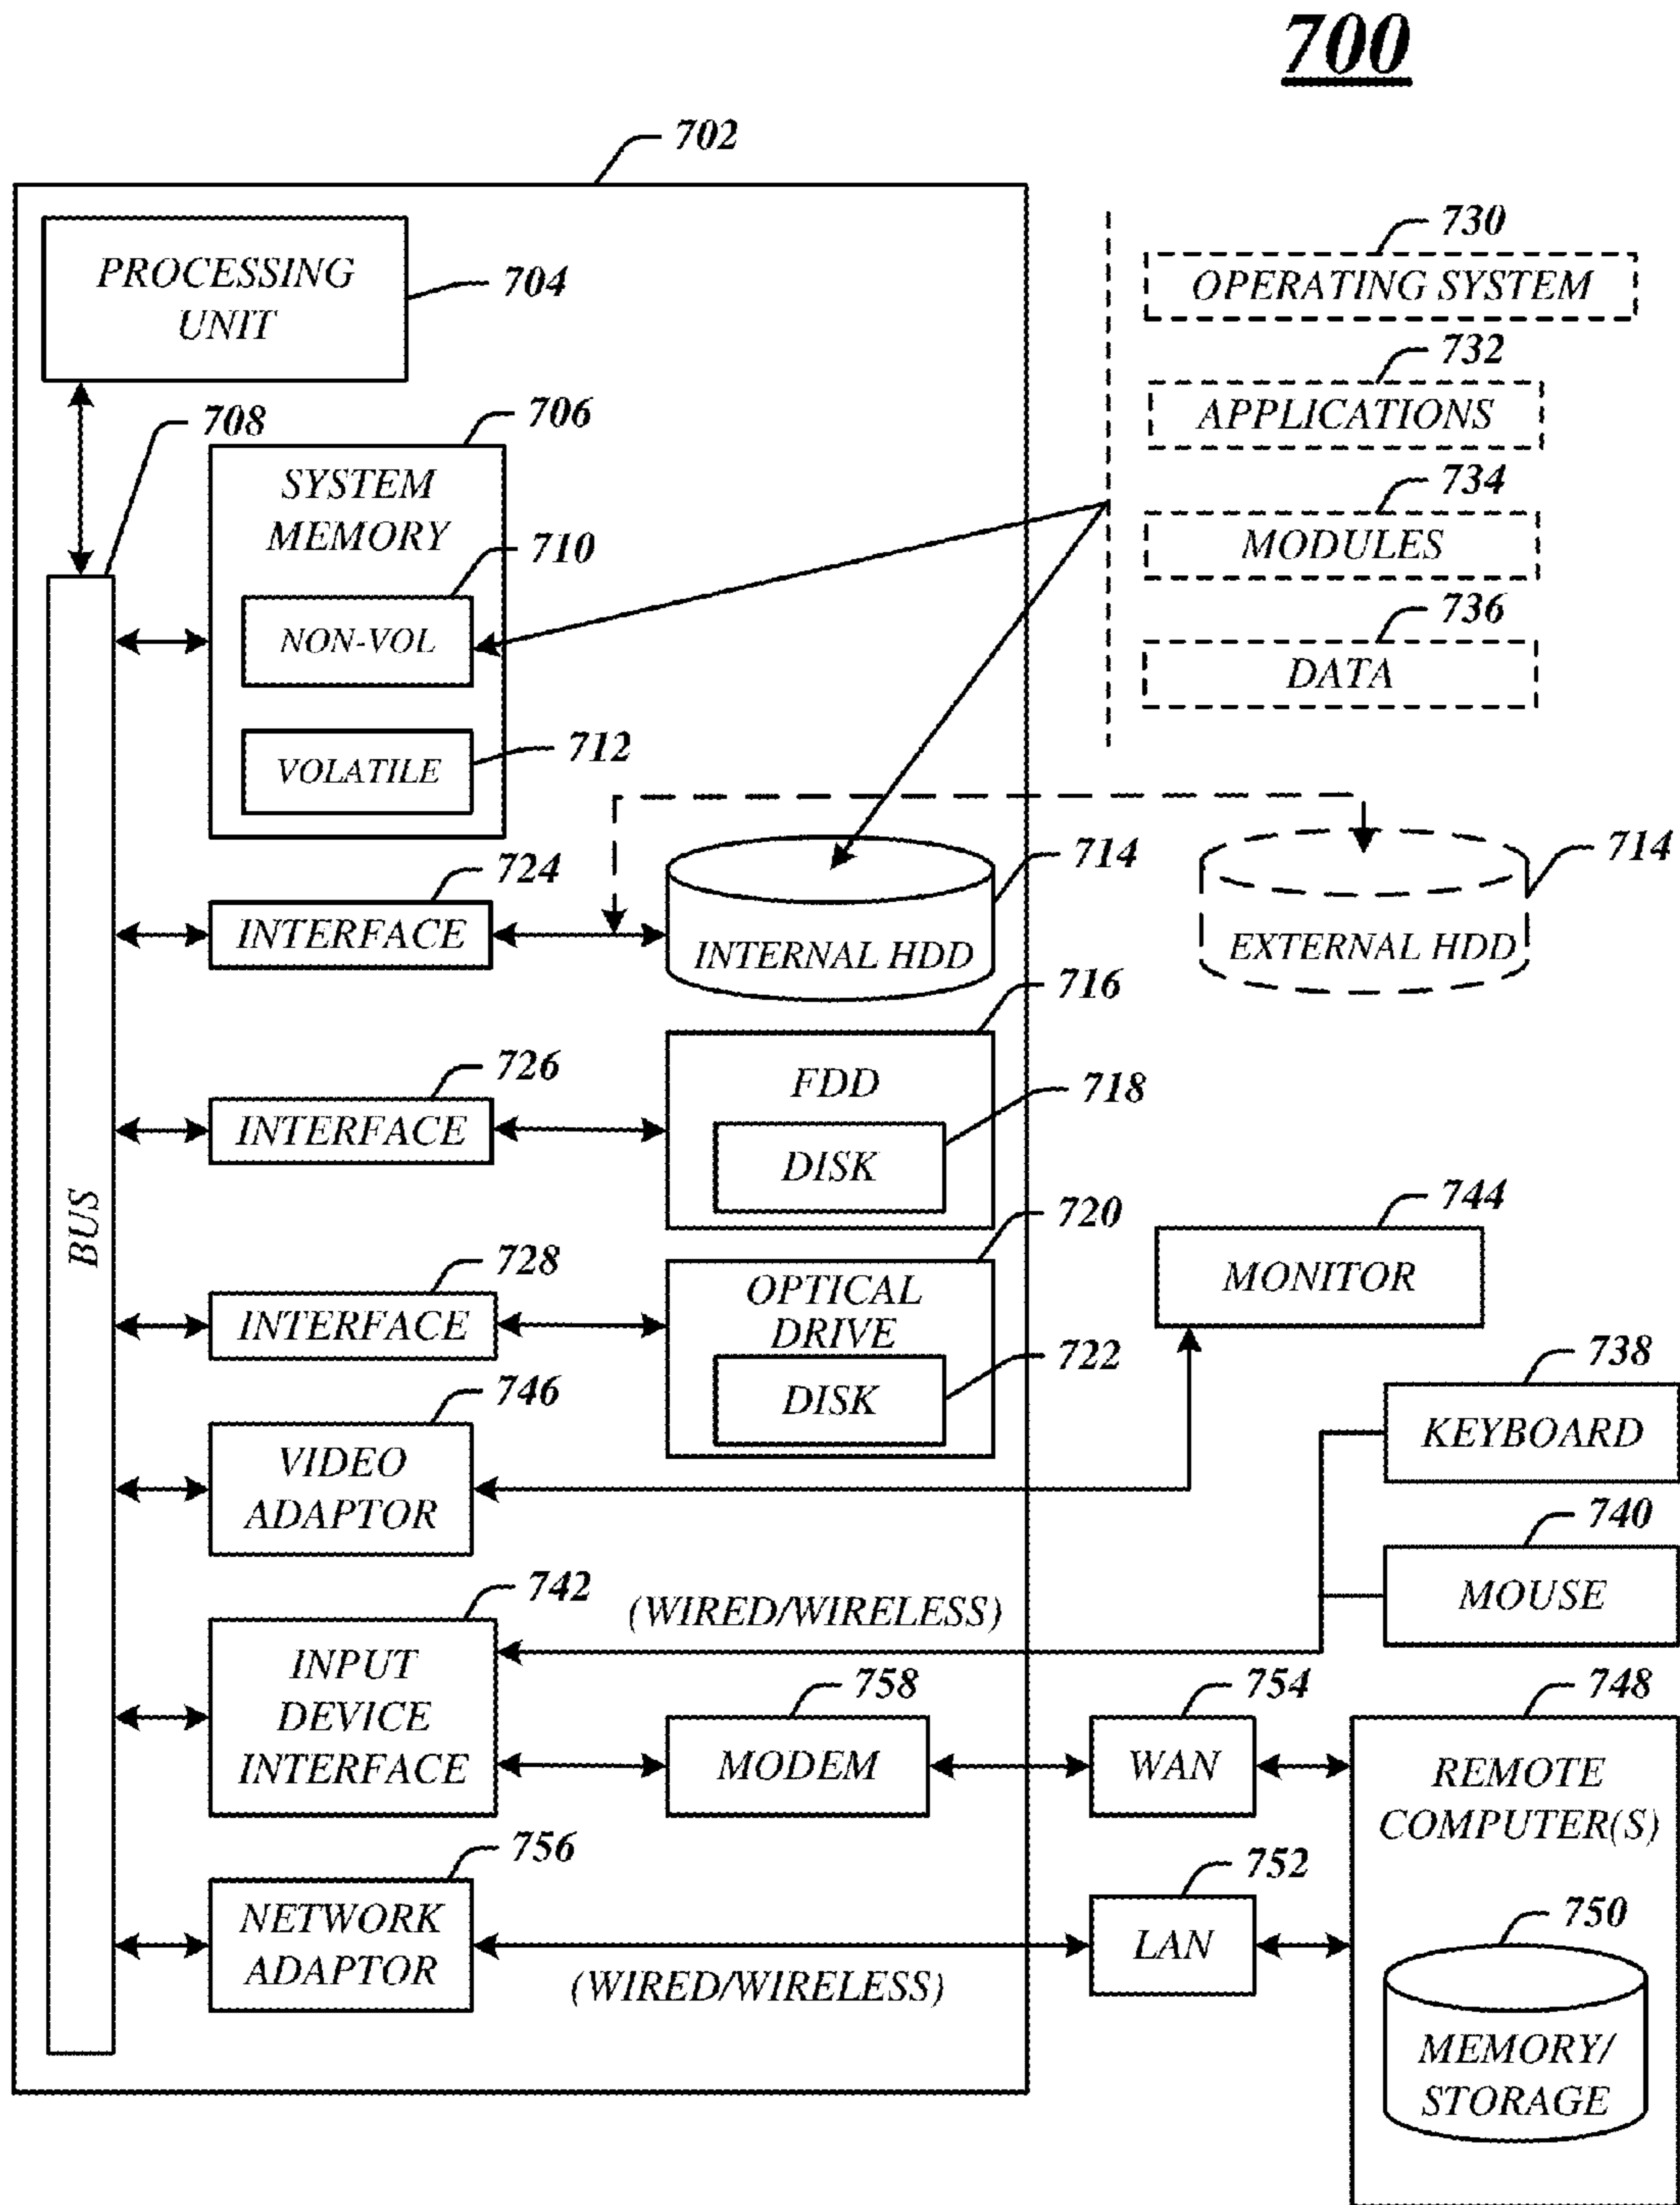 700
702
PROCESSING
UNIT
704
708
706
SYSTEM
MEMORY
710
NON-VOL
712
VOLATILE
730
OPERATING SYSTEM
732
APPLICATIONS
734
MODULES
736
DATA
BUS
724
INTERFACE
714
INTERNAL HDD
714
EXTERNAL HDD
726
INTERFACE
716
FDD
718
DISK
728
INTERFACE
720
OPTICAL
DRIVE
722
DISK
744
MONITOR
746
VIDEO
ADAPTOR
738
KEYBOARD
740
MOUSE
742
INPUT
DEVICE
INTERFACE
(WIRED/WIRELESS)
758
MODEM
754
WAN
748
REMOTE
COMPUTER(S)
756
NETWORK
ADAPTOR
(WIRED/WIRELESS)
752
LAN
750
MEMORY/
STORAGE